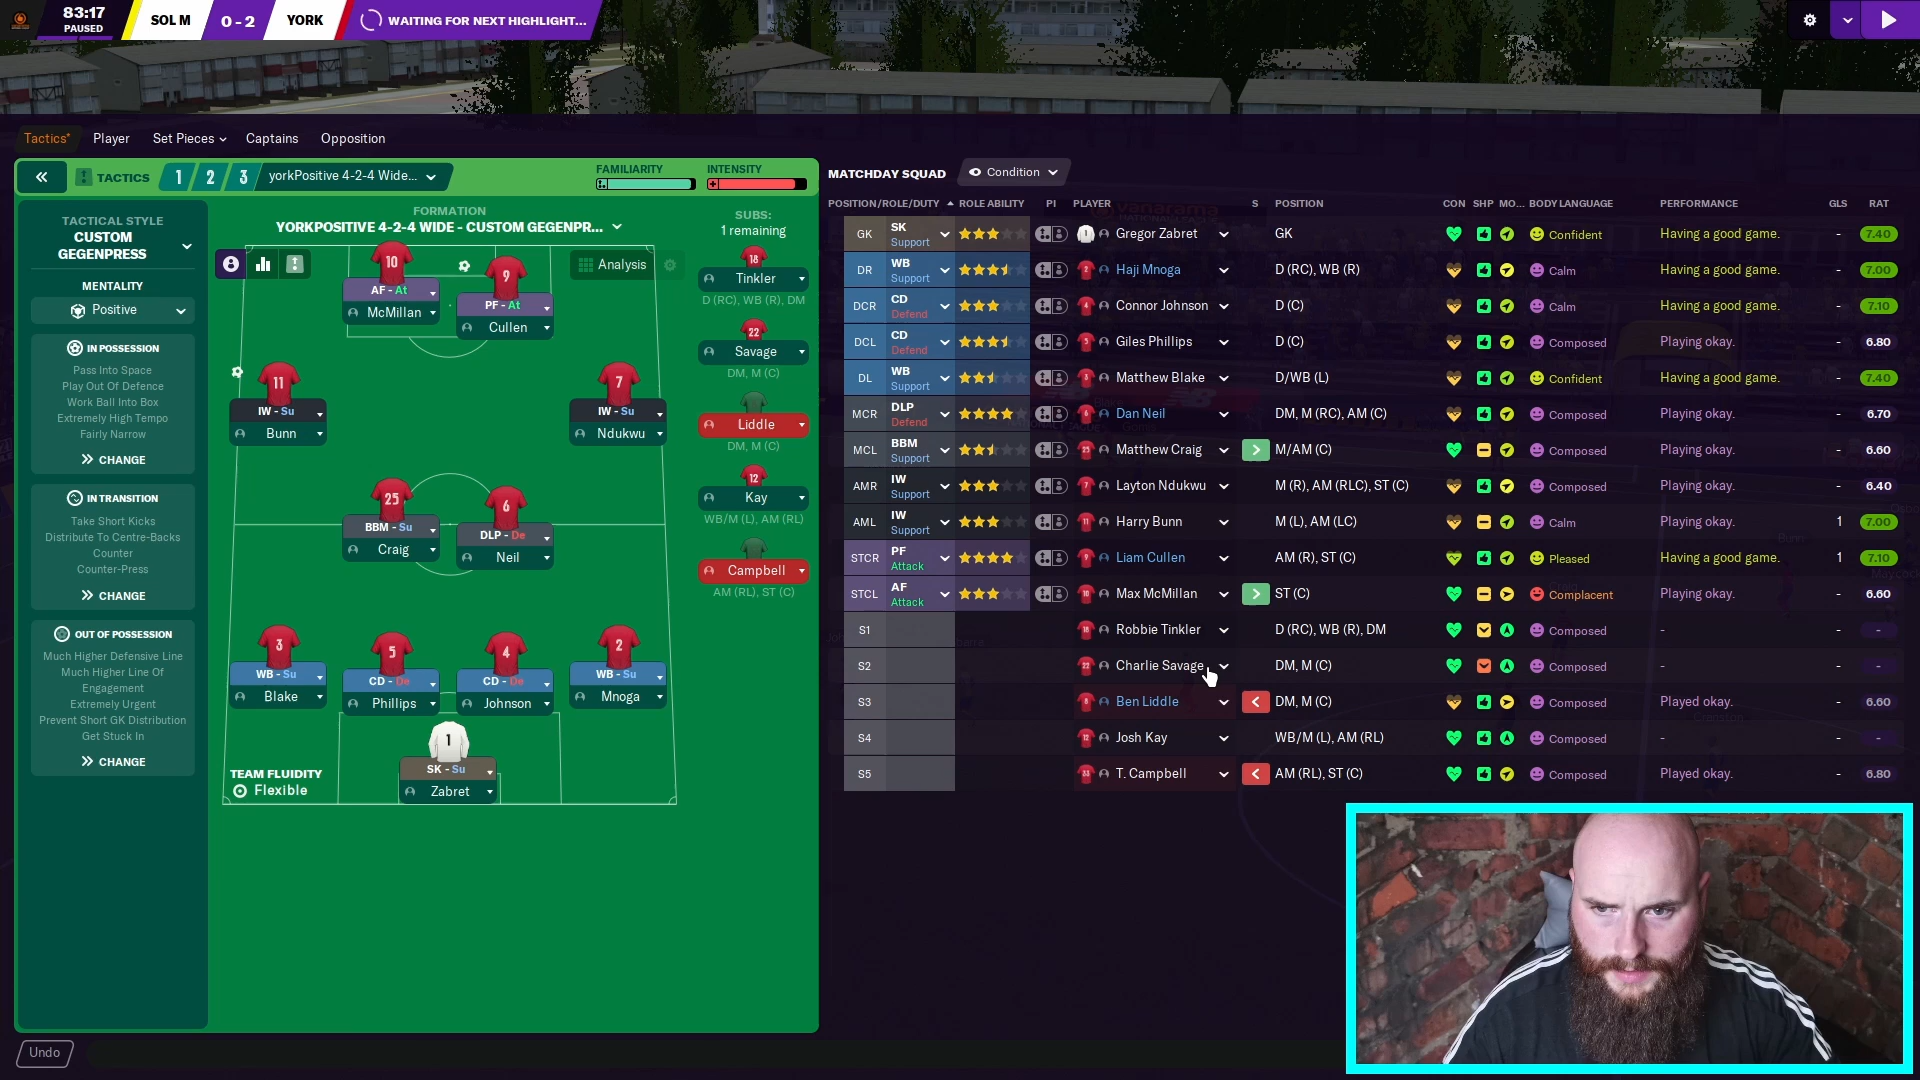 83:17
PAUSED
SOL M
0 - 2
YORK
WAITING FOR NEXT HIGHLIGHT...
Tactics*
Player
Set Pieces
Captains
Opposition
TACTICS
1
2
3
yorkPositive 4-2-4 Wide...
FAMILIARITY
INTENSITY
TACTICAL STYLE
CUSTOM
GEGENPRESS
MENTALITY
Positive
IN POSSESSION
Pass Into Space
Play Out Of Defence
Work Ball Into Box
Extremely High Tempo
Fairly Narrow
CHANGE
IN TRANSITION
Take Short Kicks
Distribute To Centre-Backs
Counter
Counter-Press
CHANGE
OUT OF POSSESSION
Much Higher Defensive Line
Much Higher Line Of
Engagement
Extremely Urgent
Prevent Short GK Distribution
Get Stuck In
CHANGE
FORMATION
YORKPOSITIVE 4-2-4 WIDE - CUSTOM GEGENPR...
Analysis
10
AF - At
McMillan
9
PF - At
Cullen
11
IW - Su
Bunn
7
IW - Su
Ndukwu
25
BBM - Su
Craig
6
DLP - De
Neil
3
WB - Su
Blake
5
CD - De
Phillips
4
CD - De
Johnson
2
WB - Su
Mnoga
1
SK - Su
Zabret
TEAM FLUIDITY
Flexible
SUBS:
1 remaining
18
Tinkler
D (RC), WB (R), DM
22
Savage
DM, M (C)
Liddle
DM, M (C)
12
Kay
WB/M (L), AM (RL)
Campbell
AM (RL), ST (C)
Undo
MATCHDAY SQUAD
Condition
POSITION/ROLE/DUTY ROLE ABILITY PI PLAYER S POSITION CON SHP MO... BODY LANGUAGE PERFORMANCE GLS RAT
GK SK Support Gregor Zabret GK Confident Having a good game. - 7.40
DR WB Support Haji Mnoga D (RC), WB (R) Calm Having a good game. - 7.00
DCR CD Defend Connor Johnson D (C) Calm Having a good game. - 7.10
DCL CD Defend Giles Phillips D (C) Composed Playing okay. - 6.80
DL WB Support Matthew Blake D/WB (L) Confident Having a good game. - 7.40
MCR DLP Defend Dan Neil DM, M (RC), AM (C) Composed Playing okay. - 6.70
MCL BBM Support Matthew Craig M/AM (C) Composed Playing okay. - 6.60
AMR IW Support Layton Ndukwu M (R), AM (RLC), ST (C) Composed Playing okay. - 6.40
AML IW Support Harry Bunn M (L), AM (LC) Calm Playing okay. 1 7.00
STCR PF Attack Liam Cullen AM (R), ST (C) Pleased Having a good game. 1 7.10
STCL AF Attack Max McMillan ST (C) Complacent Playing okay. - 6.60
S1 Robbie Tinkler D (RC), WB (R), DM Composed - - -
S2 Charlie Savage DM, M (C) Composed - - -
S3 Ben Liddle DM, M (C) Composed Played okay. - 6.60
S4 Josh Kay WB/M (L), AM (RL) Composed - - -
S5 T. Campbell AM (RL), ST (C) Composed Played okay. - 6.80